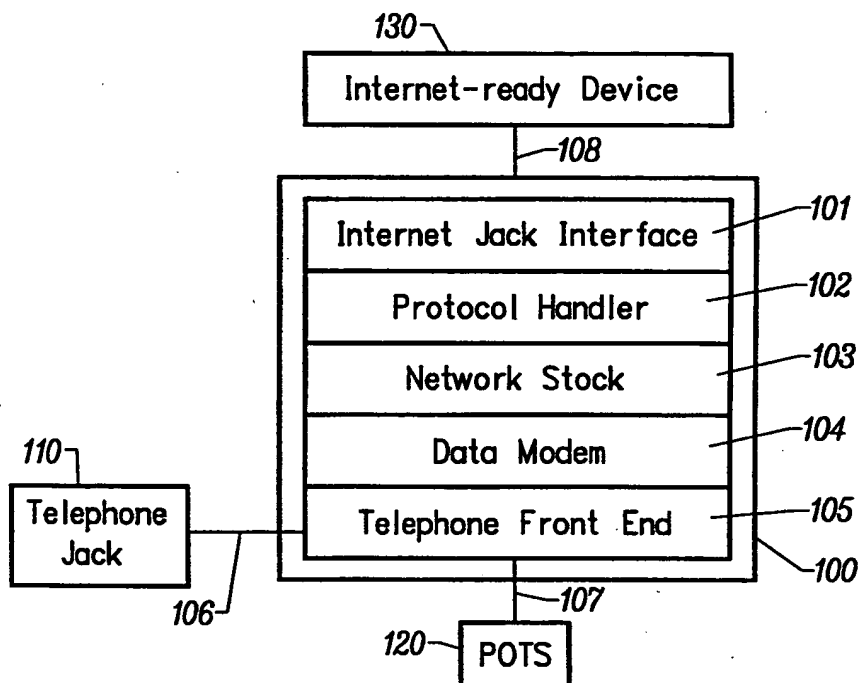 130
Internet-ready Device
108
101
Internet Jack Interface
102
Protocol Handler
103
Network Stock
104
Data Modem
110
105
Telephone Front End
Telephone
Jack
100
106
107
120
POTS